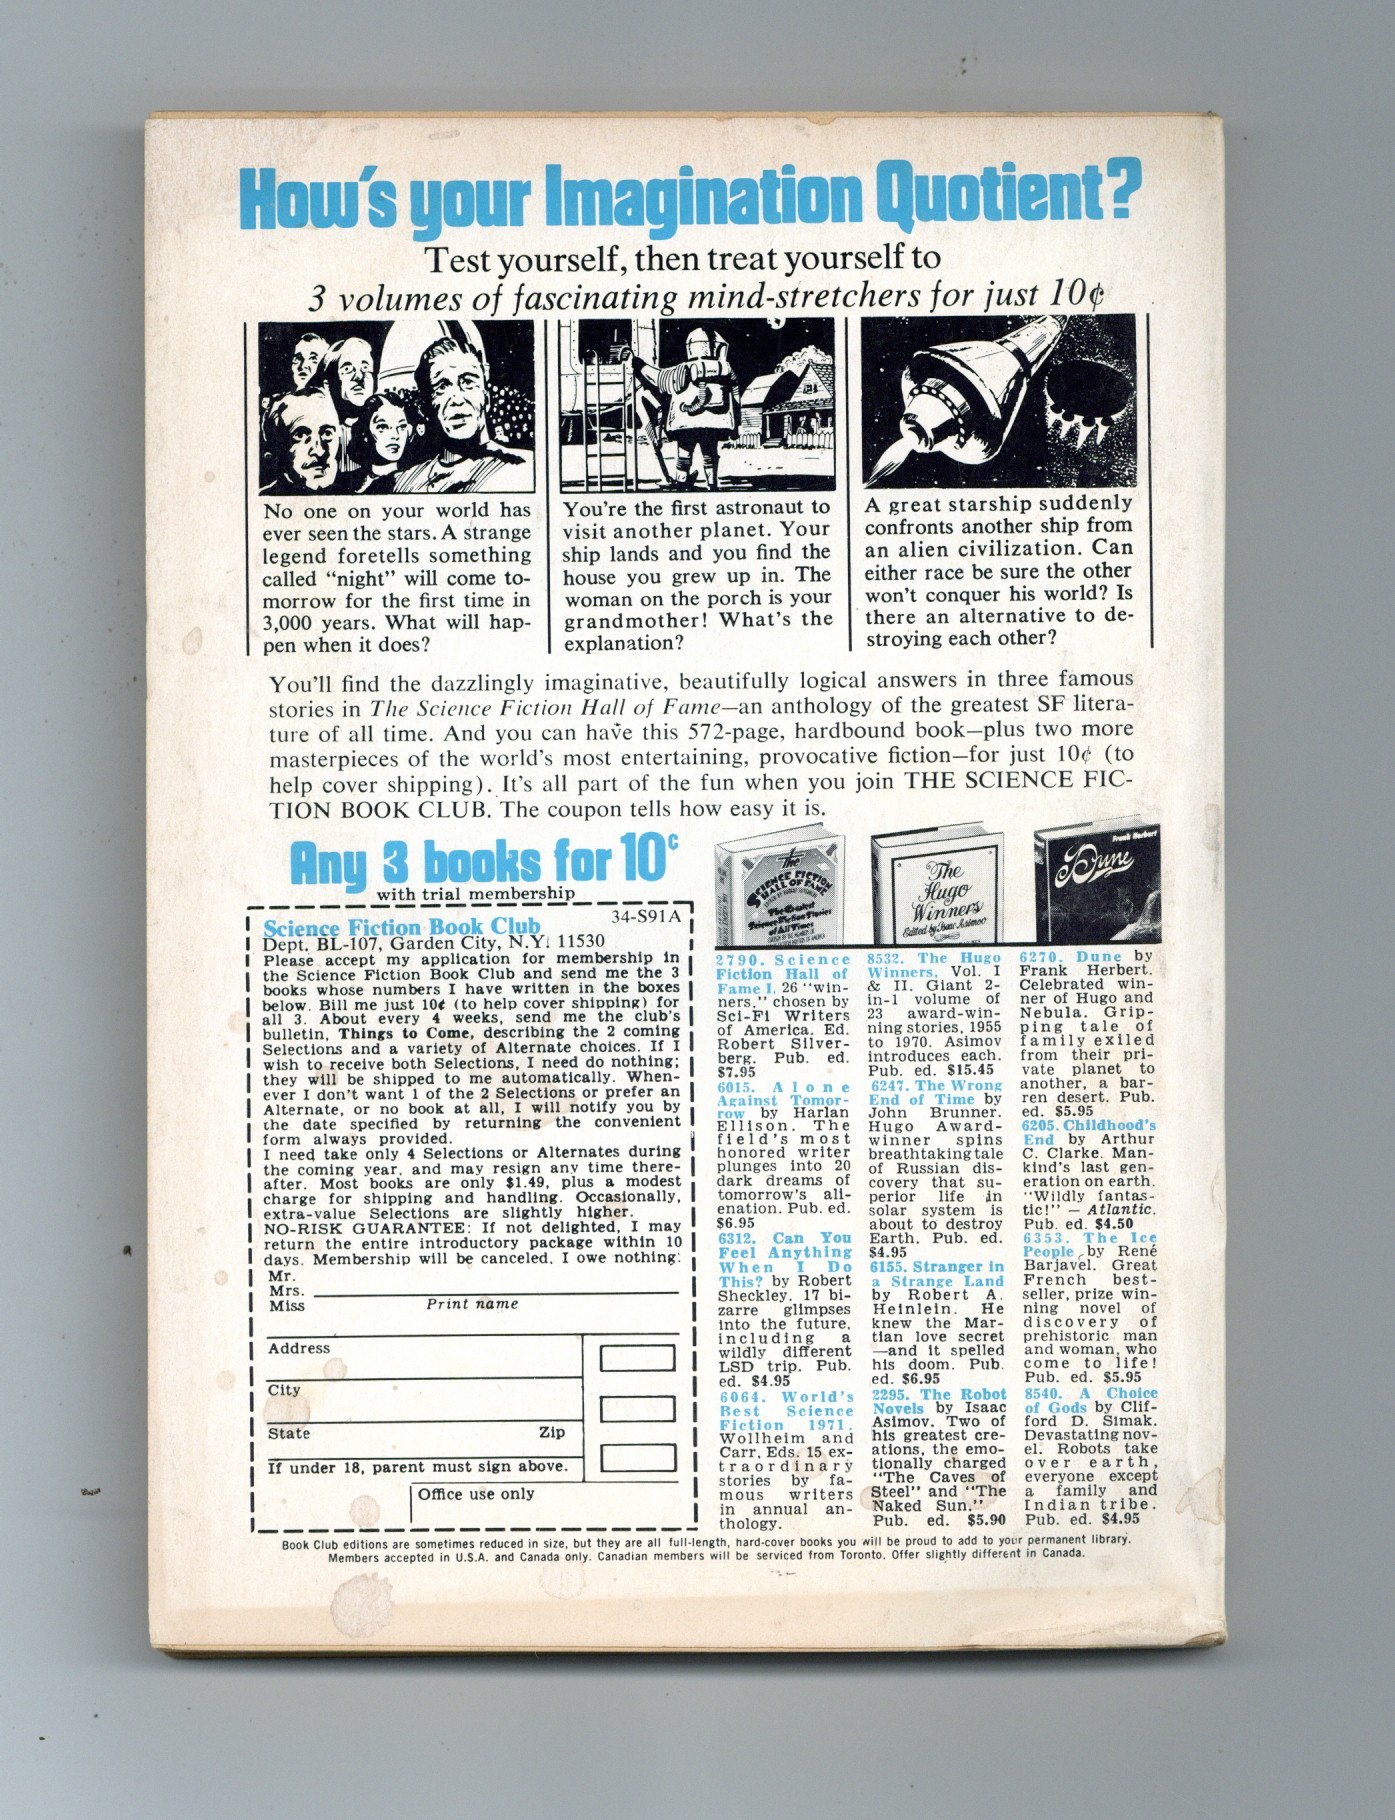 How's your Imagination Quotient?
Test yourself, then treat yourself to
3 volumes of fascinating mind-stretchers for just 10¢
No one on your world has
ever seen the stars. A strange
legend foretells something
called "night" will come to-
morrow for the first time in
3,000 years. What will hap-
pen when it does?
You're the first astronaut to
visit another planet. Your
ship lands and you find the
house you grew up in. The
woman on the porch is your
grandmother! What's the
explanation?
A great starship suddenly
confronts another ship from
an alien civilization. Can
either race be sure the other
won't conquer his world? Is
there an alternative to de-
stroying each other?
You'll find the dazzlingly imaginative, beautifully logical answers in three famous
stories in The Science Fiction Hall of Fame—an anthology of the greatest SF litera-
ture of all time. And you can have this 572-page, hardbound book—plus two more
masterpieces of the world's most entertaining, provocative fiction—for just 10¢ (to
help cover shipping). It's all part of the fun when you join THE SCIENCE FIC-
TION BOOK CLUB. The coupon tells how easy it is.
Any 3 books for 10¢
with trial membership
Science Fiction Book Club 34-S91A
Dept. BL-107, Garden City, N.Y. 11530
Please accept my application for membership in
the Science Fiction Book Club and send me the 3
books whose numbers I have written in the boxes
below. Bill me just 10¢ (to help cover shipping) for
all 3. About every 4 weeks, send me the club's
bulletin, Things to Come, describing the 2 coming
Selections and a variety of Alternate choices. If I
wish to receive both Selections, I need do nothing;
they will be shipped to me automatically. When-
ever I don't want 1 of the 2 Selections or prefer an
Alternate, or no book at all, I will notify you by
the date specified by returning the convenient
form always provided.
I need take only 4 Selections or Alternates during
the coming year, and may resign any time there-
after. Most books are only $1.49, plus a modest
charge for shipping and handling. Occasionally,
extra-value Selections are slightly higher.
NO-RISK GUARANTEE: If not delighted, I may
return the entire introductory package within 10
days. Membership will be canceled. I owe nothing.
Mr.
Mrs.
Miss Print name
Address
City
State Zip
If under 18, parent must sign above.
Office use only
The
SCIENCE FICTION
HALL OF FAME
The Greatest
Science-Fiction Stories
of All Times
The
Hugo
Winners
Edited by Isaac Asimov
Frank Herbert
Dune
2790. Science
Fiction Hall of
Fame I. 26 "win-
ners," chosen by
Sci-Fi Writers
of America. Ed.
Robert Silver-
berg. Pub. ed.
$7.95
6015. Alone
Against Tomor-
row by Harlan
Ellison. The
field's most
honored writer
plunges into 20
dark dreams of
tomorrow's ali-
enation. Pub. ed.
$6.95
6312. Can You
Feel Anything
When I Do
This? by Robert
Sheckley. 17 bi-
zarre glimpses
into the future,
including a
wildly different
LSD trip. Pub.
ed. $4.95
6064. World's
Best Science
Fiction 1971.
Wollheim and
Carr, Eds. 15 ex-
traordinary
stories by fa-
mous writers
in annual an-
thology.
8532. The Hugo
Winners, Vol. I
& II. Giant 2-
in-1 volume of
23 award-win-
ning stories, 1955
to 1970. Asimov
introduces each.
Pub. ed. $15.45
6247. The Wrong
End of Time by
John Brunner.
Hugo Award-
winner spins
breathtaking tale
of Russian dis-
covery that su-
perior life in
solar system is
about to destroy
Earth. Pub. ed.
$4.95
6155. Stranger in
a Strange Land
by Robert A.
Heinlein. He
knew the Mar-
tian love secret
—and it spelled
his doom. Pub.
ed. $6.95
2295. The Robot
Novels by Isaac
Asimov. Two of
his greatest cre-
ations, the emo-
tionally charged
"The Caves of
Steel" and "The
Naked Sun."
Pub. ed. $5.90
6270. Dune by
Frank Herbert.
Celebrated win-
ner of Hugo and
Nebula. Grip-
ping tale of
family exiled
from their pri-
vate planet to
another, a bar-
ren desert. Pub.
ed. $5.95
6205. Childhood's
End by Arthur
C. Clarke. Man-
kind's last gen-
eration on earth.
"Wildly fantas-
tic!" — Atlantic.
Pub. ed. $4.50
6353. The Ice
People by René
Barjavel. Great
French best-
seller, prize win-
ning novel of
discovery of
prehistoric man
and woman, who
come to life!
Pub. ed. $5.95
8540. A Choice
of Gods by Clif-
ford D. Simak.
Devastating nov-
el. Robots take
over earth,
everyone except
a family and
Indian tribe.
Pub. ed. $4.95
Book Club editions are sometimes reduced in size, but they are all full-length, hard-cover books you will be proud to add to your permanent library.
Members accepted in U.S.A. and Canada only. Canadian members will be serviced from Toronto. Offer slightly different in Canada.